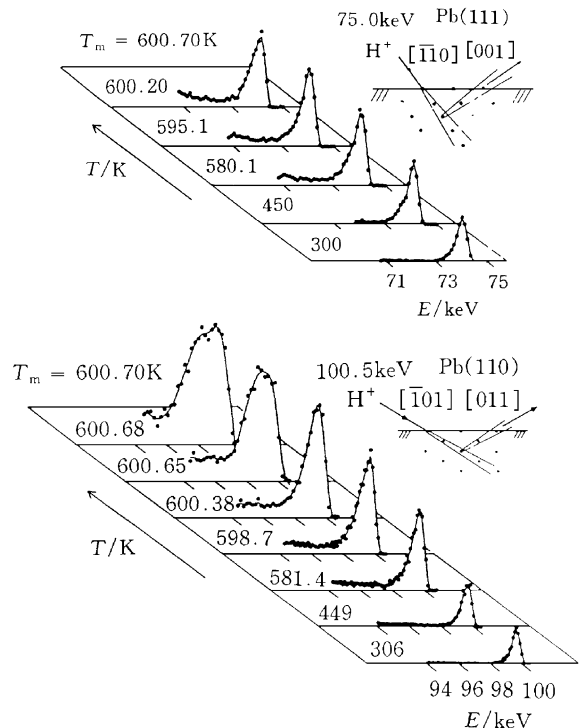 75.0keV Pb(111)
H⁺ [1̅10] [001]
Tₘ = 600.70K
600.20
595.1
580.1
450
300
T/K
71 73 75
E/keV
100.5keV Pb(110)
H⁺ [1̅01] [011]
Tₘ = 600.70K
600.68
600.65
600.38
598.7
581.4
449
306
T/K
94 96 98 100
E/keV